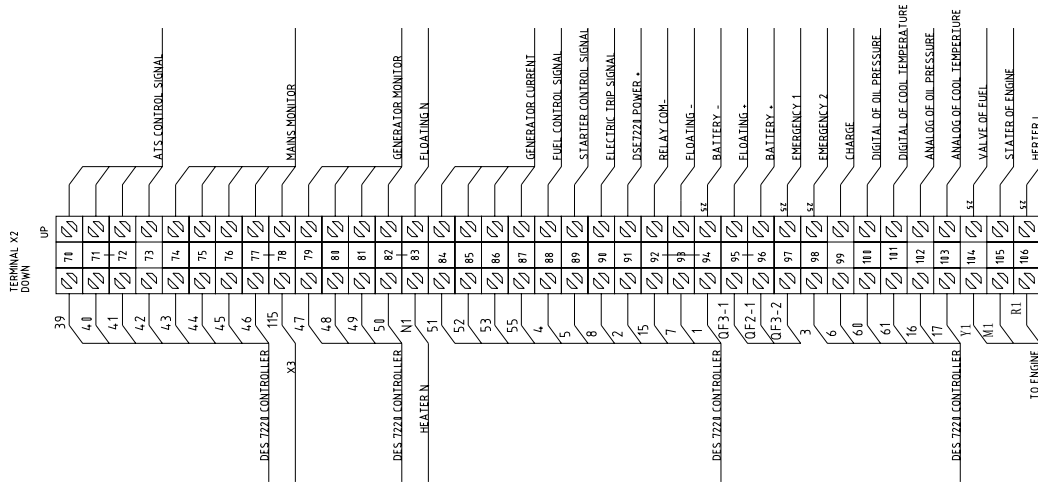 TERMINAL X2
UP
DOWN
ATS CONTROL SIGNAL
MAINS MONITOR
GENERATOR MONITOR
FLOATING N
GENERATOR CURRENT
FUEL CONTROL SIGNAL
STARTER CONTROL SIGNAL
ELECTRIC TRIP SIGNAL
DSE7220 POWER +
RELAY COM-
FLOATING -
BATTERY -
FLOATING +
BATTERY +
EMERGENCY 1
EMERGENCY 2
CHARGE
DIGITAL OF OIL PRESSURE
DIGITAL OF COOL TEMPERATURE
ANALOG OF OIL PRESSURE
ANALOG OF COOL TEMPERTURE
VALVE OF FUEL
STATER OF ENGINE
HERTER L
25
25
25
25
25
70
71
72
73
74
75
76
77
78
79
80
81
82
83
84
85
86
87
88
89
90
91
92
93
94
95
96
97
98
99
100
101
102
103
104
105
106
39
40
41
42
43
44
45
46
115
47
48
49
50
N1
51
52
53
55
4
5
8
2
15
7
1
QF3-1
QF2-1
QF3-2
3
6
60
61
16
17
Y1
M1
R1
DES 7220 CONTROLLER
X3
DES 7220 CONTROLLER
HEATER N
DES 7220 CONTROLLER
DES 7220 CONTROLLER
TO ENGINE